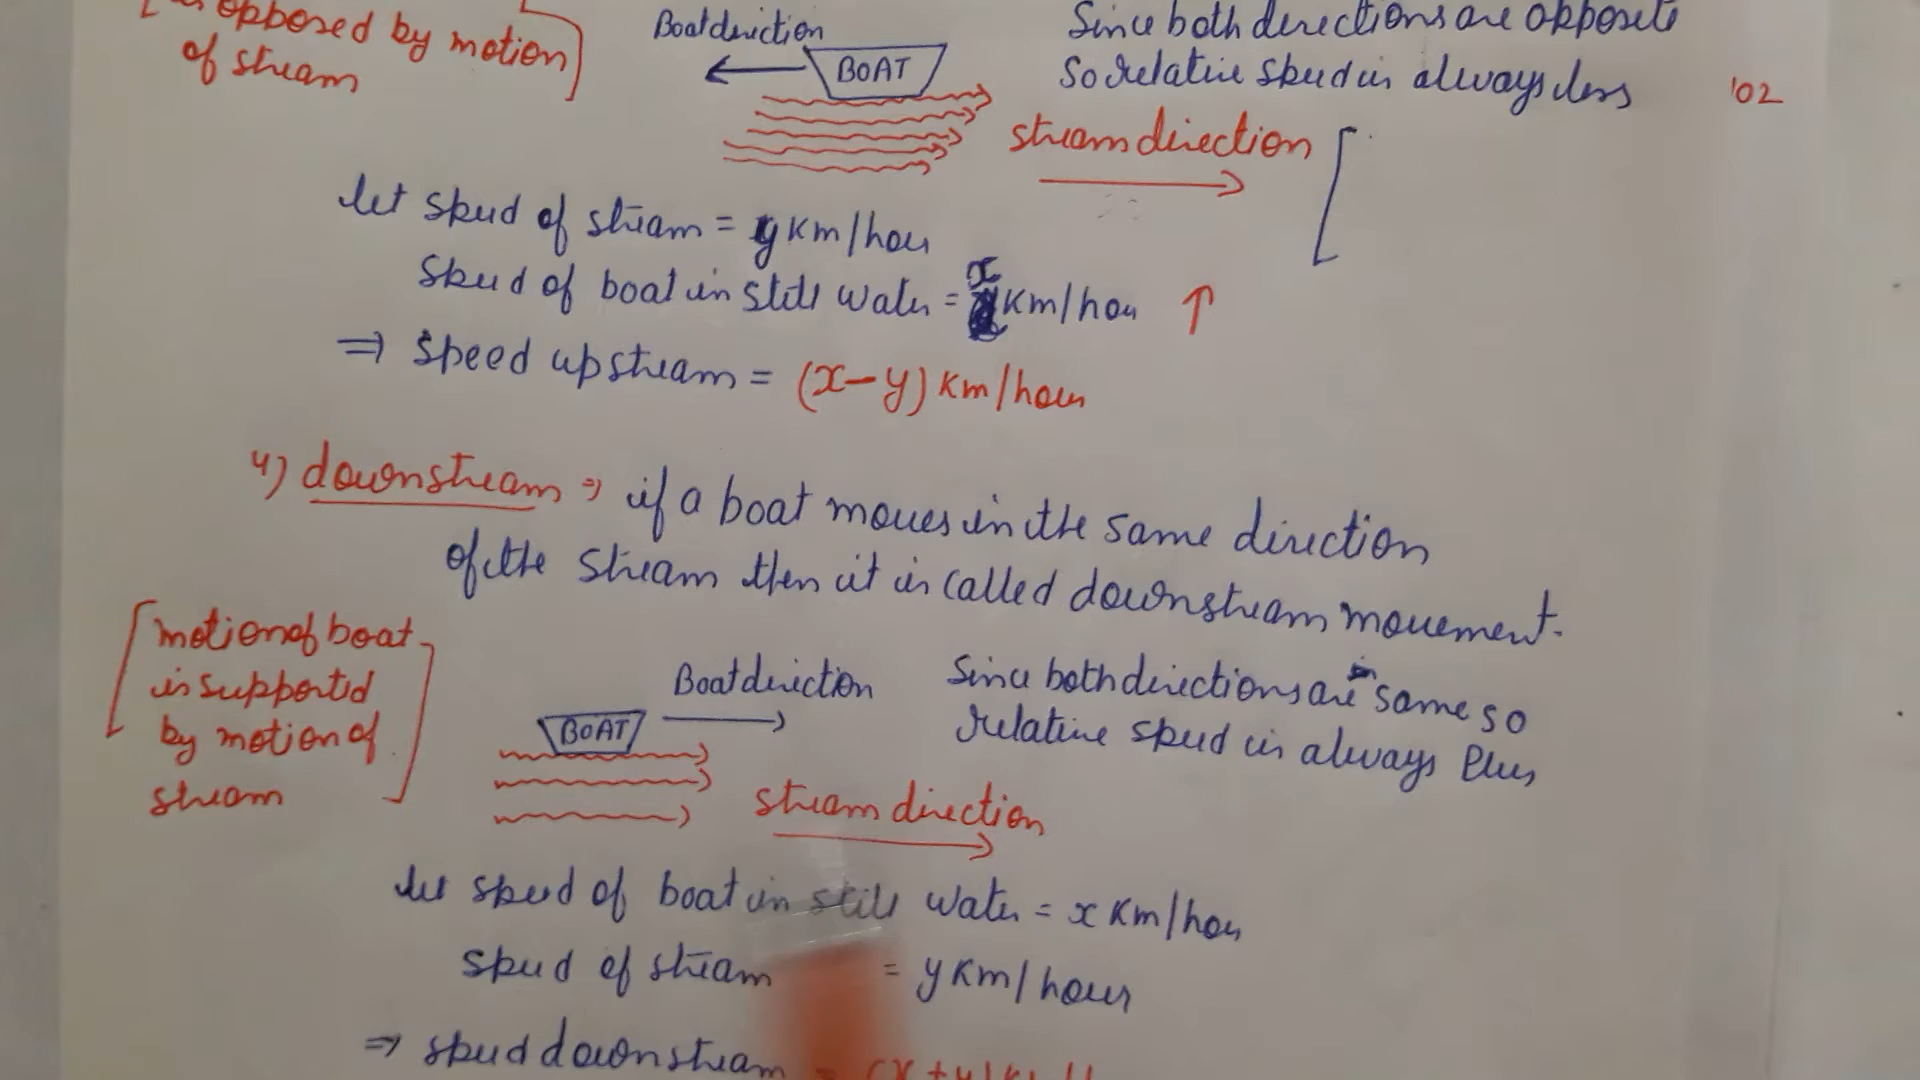 opposed by motion
of stream
Boat direction
BOAT
Since both directions are opposite
So relative speed is always less
'02
stream direction
let speed of stream = y km/hour
Speed of boat in still water = x km/hou ↑
⇒ speed upstream = (x-y) km/hour
4) downstream ⇒ if a boat moves in the same direction
of the stream then it is called downstream movement.
[motion of boat
is supported
by motion of
stream]
Boat direction
BOAT
Since both directions are same so
relative speed is always Plus
stream direction
let speed of boat in still water = x km/hou
speed of stream = y km/hour
⇒ speed downstream = (x+y)